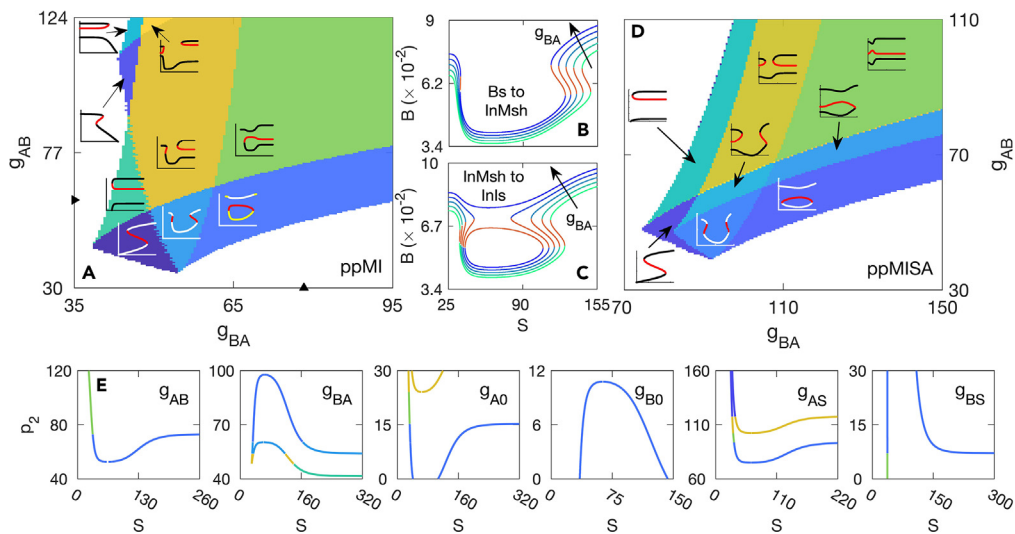 A
124
77
30
g_AB
35
65
95
g_BA
ppMI
9
6.2
3.4
B (× 10⁻²)
g_BA
Bs to
InMsh
B
10
6.7
3.4
B (× 10⁻²)
InMsh to
InIs
g_BA
C
25
90
155
S
D
110
70
30
g_AB
70
110
150
g_BA
ppMISA
E
p_2
120
80
40
g_AB
0
130
260
S
100
70
40
g_BA
0
160
320
S
30
15
0
g_A0
0
150
300
S
12
6
0
g_B0
0
75
150
S
160
110
60
g_AS
0
110
220
S
30
15
0
g_BS
0
150
300
S